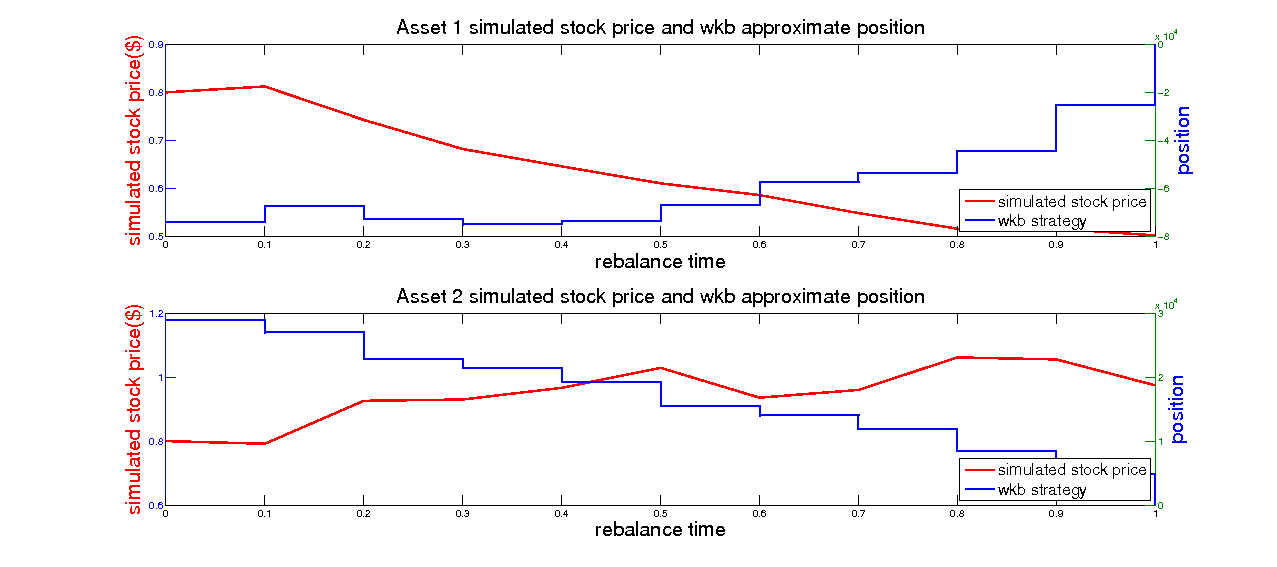 Asset 1 simulated stock price and wkb approximate position
simulated stock price($)
0.9
0.8
0.7
0.6
0.5
x 10^4
0
-2
-4
-6
-8
position
simulated stock price
wkb strategy
0 0.1 0.2 0.3 0.4 0.5 0.6 0.7 0.8 0.9 1
rebalance time
Asset 2 simulated stock price and wkb approximate position
simulated stock price($)
1.2
1
0.8
0.6
x 10^4
3
2
1
0
position
simulated stock price
wkb strategy
0 0.1 0.2 0.3 0.4 0.5 0.6 0.7 0.8 0.9 1
rebalance time